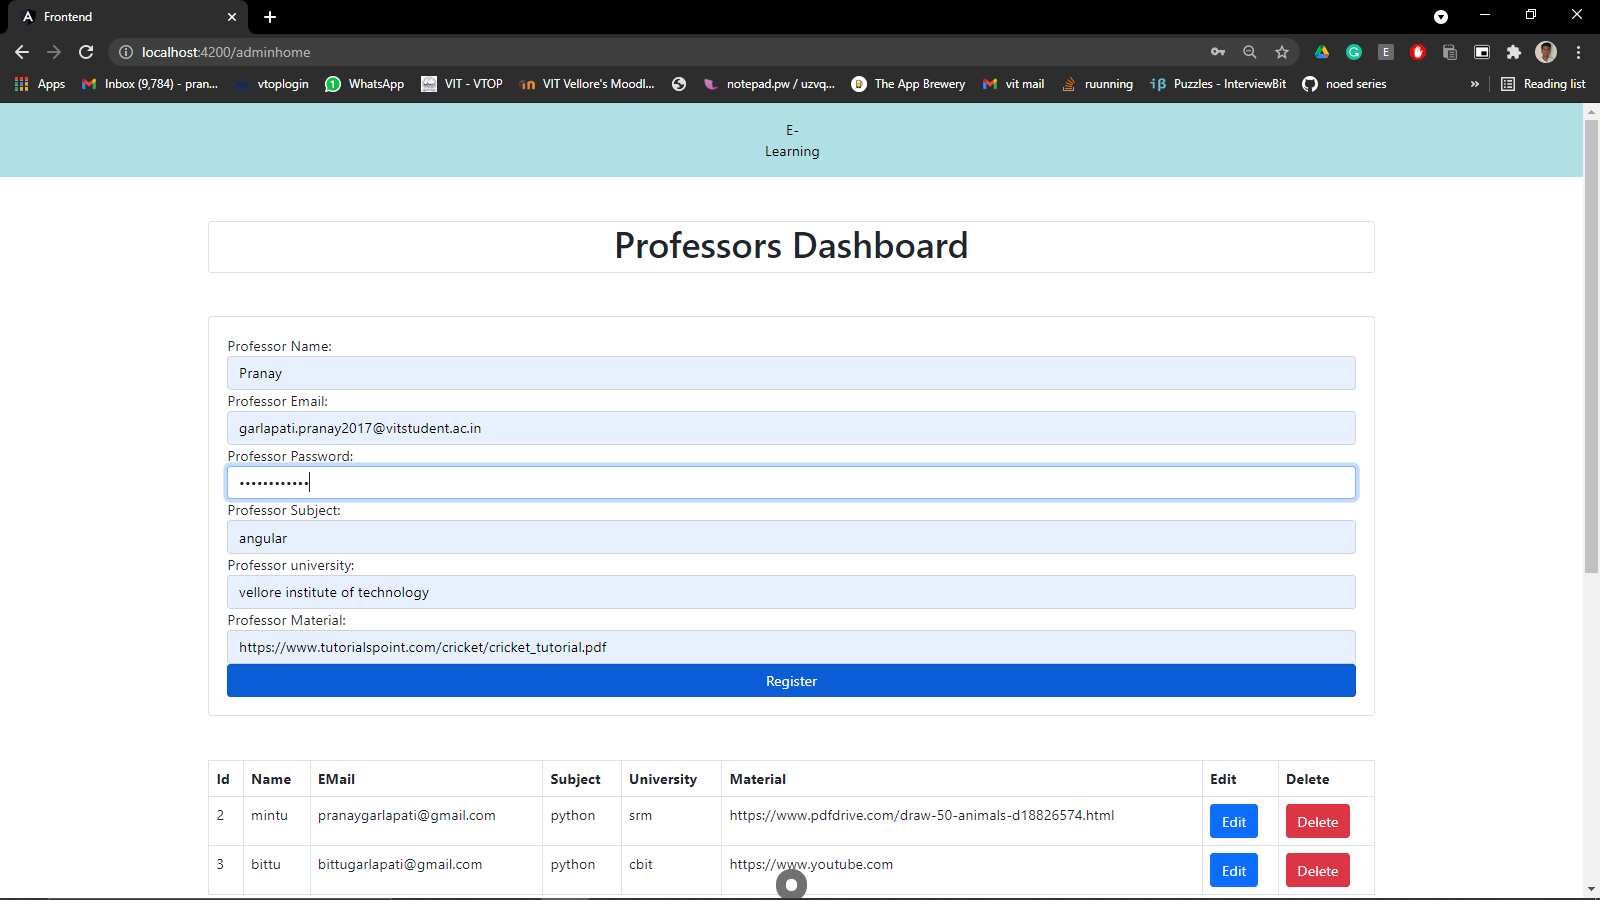 Frontend
localhost:4200/adminhome
Apps Inbox (9,784) - pran... vtoplogin WhatsApp VIT - VTOP VIT Vellore's Moodl... notepad.pw / uzvq... The App Brewery vit mail ruunning Puzzles - InterviewBit noed series » Reading list
E-
Learning
Professors Dashboard
Professor Name:
Pranay
Professor Email:
garlapati.pranay2017@vitstudent.ac.in
Professor Password:
••••••••••••
Professor Subject:
angular
Professor university:
vellore institute of technology
Professor Material:
https://www.tutorialspoint.com/cricket/cricket_tutorial.pdf
Register
Id Name EMail Subject University Material Edit Delete
2 mintu pranaygarlapati@gmail.com python srm https://www.pdfdrive.com/draw-50-animals-d18826574.html Edit Delete
3 bittu bittugarlapati@gmail.com python cbit https://www.youtube.com Edit Delete